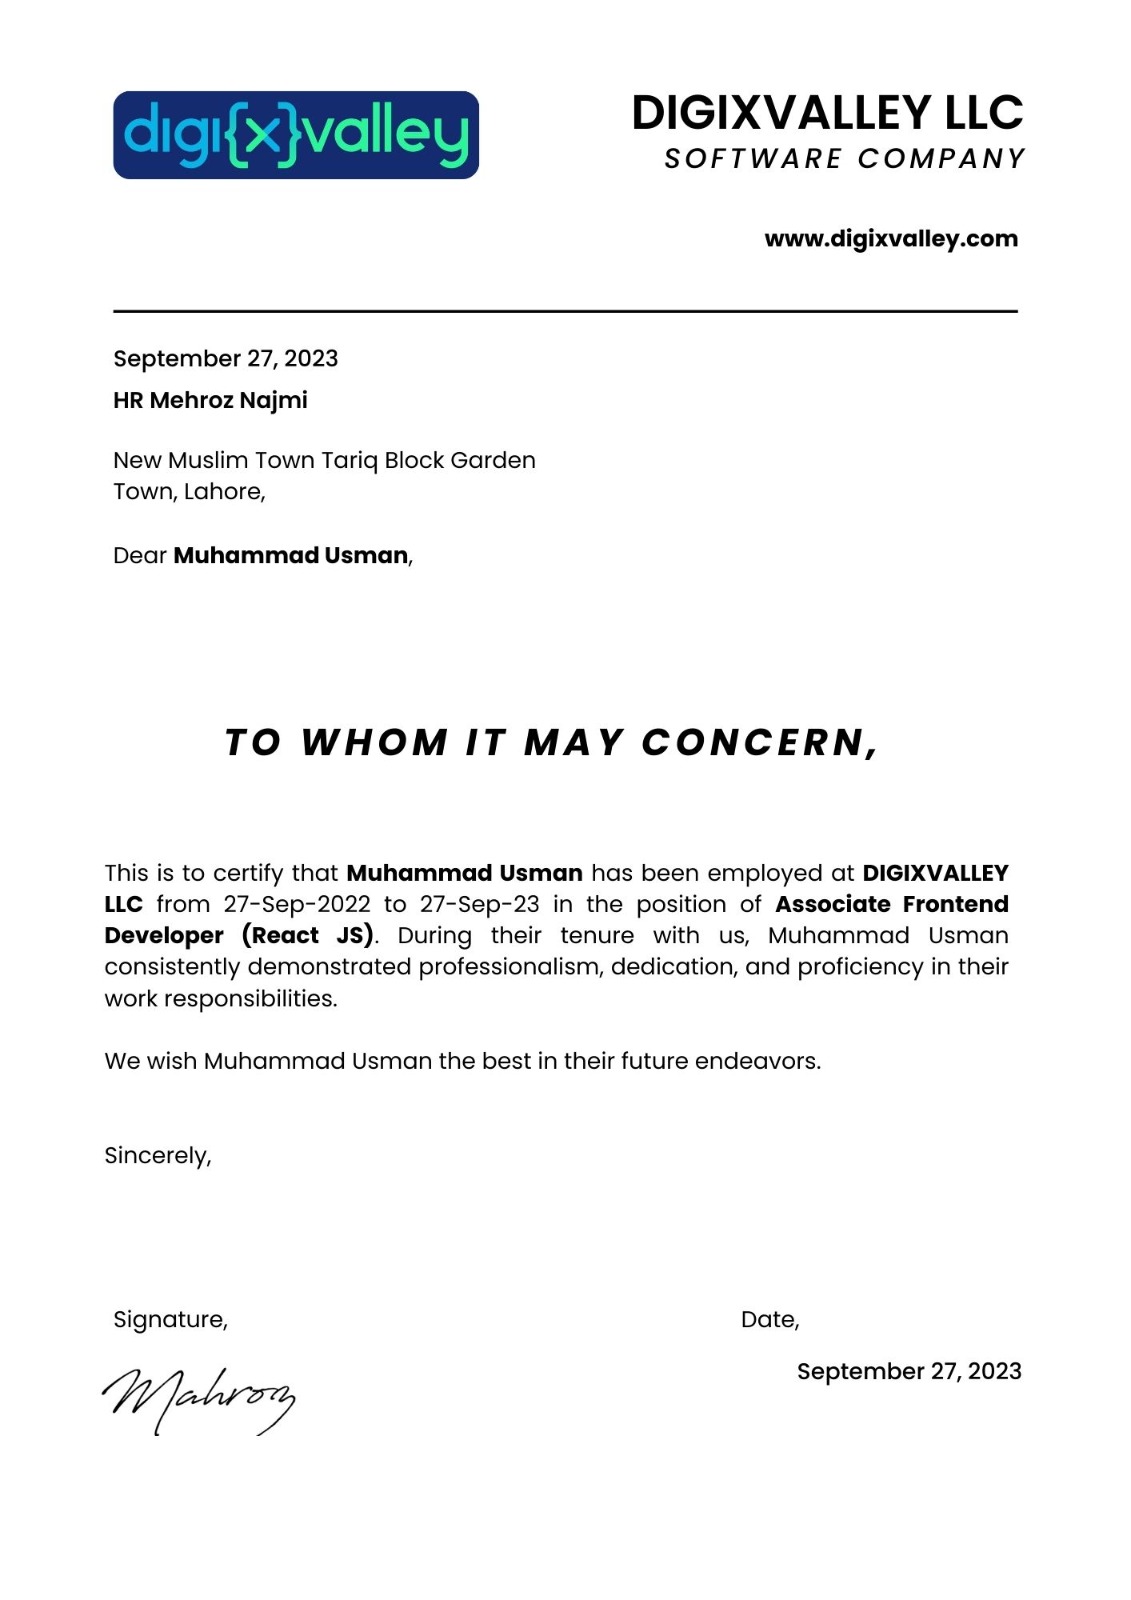 digi{x}valley
DIGIXVALLEY LLC
SOFTWARE COMPANY
www.digixvalley.com
September 27, 2023
HR Mehroz Najmi
New Muslim Town Tariq Block Garden
Town, Lahore,
Dear Muhammad Usman,
TO WHOM IT MAY CONCERN,
This is to certify that Muhammad Usman has been employed at DIGIXVALLEY
LLC from 27-Sep-2022 to 27-Sep-23 in the position of Associate Frontend
Developer (React JS). During their tenure with us, Muhammad Usman
consistently demonstrated professionalism, dedication, and proficiency in their
work responsibilities.
We wish Muhammad Usman the best in their future endeavors.
Sincerely,
Signature,
Date,
September 27, 2023
Mahroz